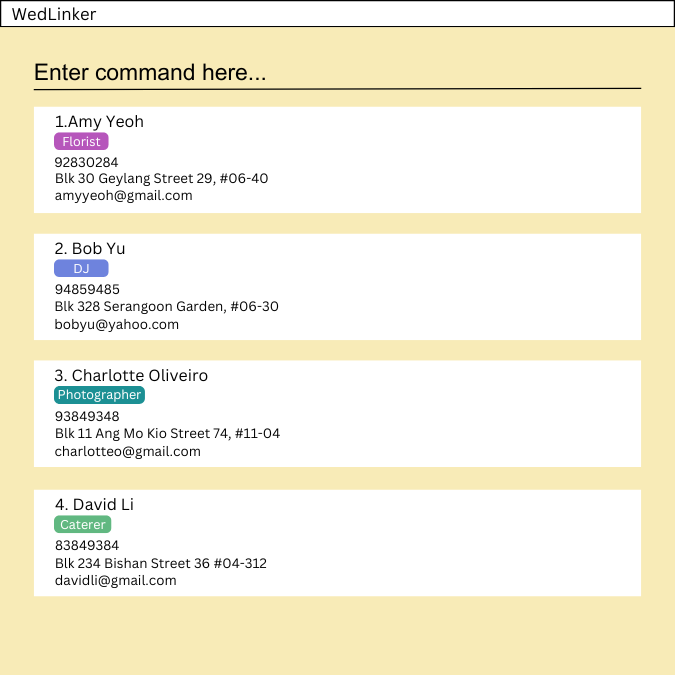 WedLinker
Enter command here...
1.Amy Yeoh
Florist
92830284
Blk 30 Geylang Street 29, #06-40
amyyeoh@gmail.com
2. Bob Yu
DJ
94859485
Blk 328 Serangoon Garden, #06-30
bobyu@yahoo.com
3. Charlotte Oliveiro
Photographer
93849348
Blk 11 Ang Mo Kio Street 74, #11-04
charlotteo@gmail.com
4. David Li
Caterer
83849384
Blk 234 Bishan Street 36 #04-312
davidli@gmail.com